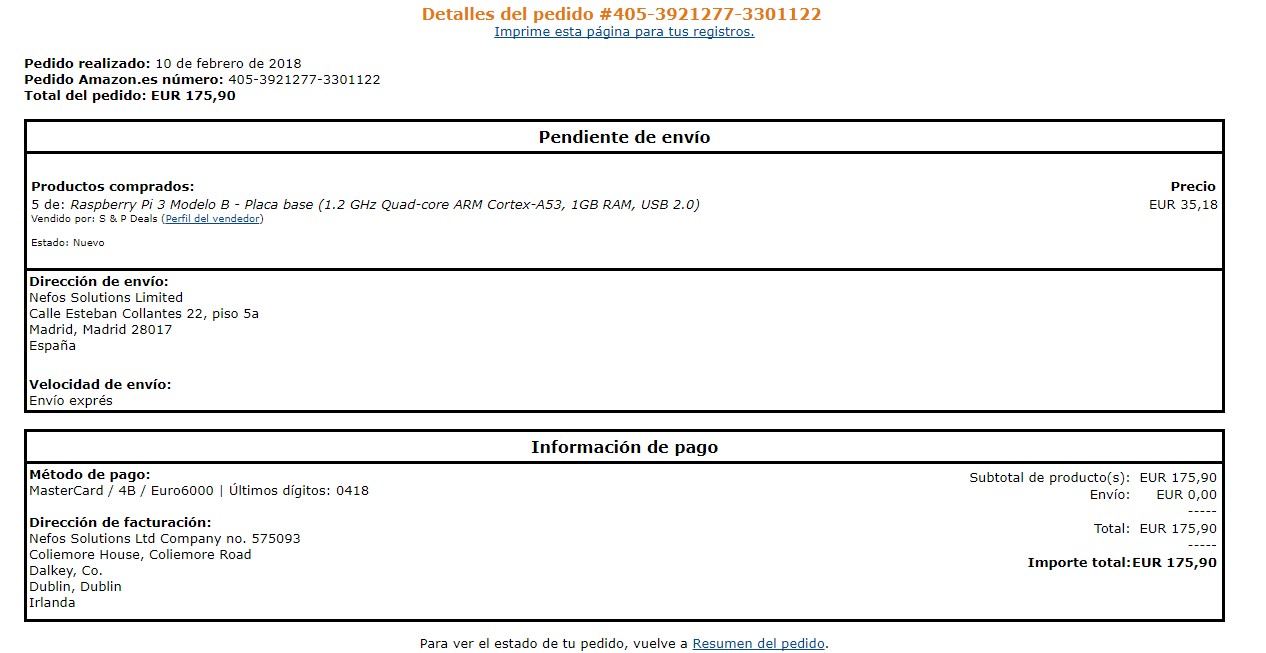 Detalles del pedido #405-3921277-3301122
Imprime esta página para tus registros.
Pedido realizado: 10 de febrero de 2018
Pedido Amazon.es número: 405-3921277-3301122
Total del pedido: EUR 175,90
Pendiente de envío
Productos comprados: Precio
5 de: Raspberry Pi 3 Modelo B - Placa base (1.2 GHz Quad-core ARM Cortex-A53, 1GB RAM, USB 2.0) EUR 35,18
Vendido por: S & P Deals (Perfil del vendedor)
Estado: Nuevo
Dirección de envío:
Nefos Solutions Limited
Calle Esteban Collantes 22, piso 5a
Madrid, Madrid 28017
España
Velocidad de envío:
Envío exprés
Información de pago
Método de pago:
MasterCard / 4B / Euro6000 | Últimos dígitos: 0418
Dirección de facturación:
Nefos Solutions Ltd Company no. 575093
Coliemore House, Coliemore Road
Dalkey, Co.
Dublin, Dublin
Irlanda
Subtotal de producto(s): EUR 175,90
Envío: EUR 0,00
-----
Total: EUR 175,90
-----
Importe total: EUR 175,90
Para ver el estado de tu pedido, vuelve a Resumen del pedido.